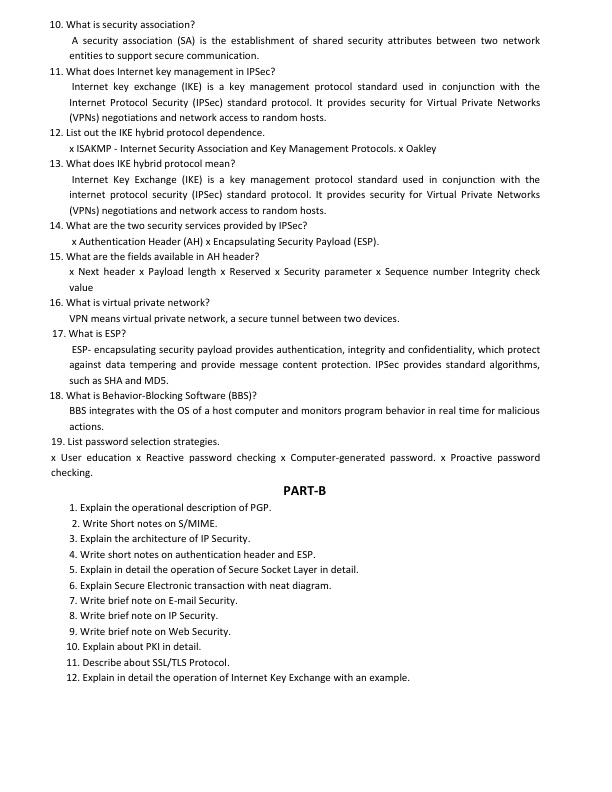 10. What is security association?
A security association (SA) is the establishment of shared security attributes between two network
entities to support secure communication.
11. What does Internet key management in IPSec?
Internet key exchange (IKE) is a key management protocol standard used in conjunction with the
Internet Protocol Security (IPSec) standard protocol. It provides security for Virtual Private Networks
(VPNs) negotiations and network access to random hosts.
12. List out the IKE hybrid protocol dependence.
x ISAKMP - Internet Security Association and Key Management Protocols. x Oakley
13. What does IKE hybrid protocol mean?
Internet Key Exchange (IKE) is a key management protocol standard used in conjunction with the
internet protocol security (IPSec) standard protocol. It provides security for Virtual Private Networks
(VPNs) negotiations and network access to random hosts.
14. What are the two security services provided by IPSec?
x Authentication Header (AH) x Encapsulating Security Payload (ESP).
15. What are the fields available in AH header?
x Next header x Payload length x Reserved x Security parameter x Sequence number Integrity check
value
16. What is virtual private network?
VPN means virtual private network, a secure tunnel between two devices.
17. What is ESP?
ESP- encapsulating security payload provides authentication, integrity and confidentiality, which protect
against data tempering and provide message content protection. IPSec provides standard algorithms,
such as SHA and MD5.
18. What is Behavior-Blocking Software (BBS)?
BBS integrates with the OS of a host computer and monitors program behavior in real time for malicious
actions.
19. List password selection strategies.
x User education x Reactive password checking x Computer-generated password. x Proactive password
checking.
PART-B
1. Explain the operational description of PGP.
2. Write Short notes on S/MIME.
3. Explain the architecture of IP Security.
4. Write short notes on authentication header and ESP.
5. Explain in detail the operation of Secure Socket Layer in detail.
6. Explain Secure Electronic transaction with neat diagram.
7. Write brief note on E-mail Security.
8. Write brief note on IP Security.
9. Write brief note on Web Security.
10. Explain about PKI in detail.
11. Describe about SSL/TLS Protocol.
12. Explain in detail the operation of Internet Key Exchange with an example.